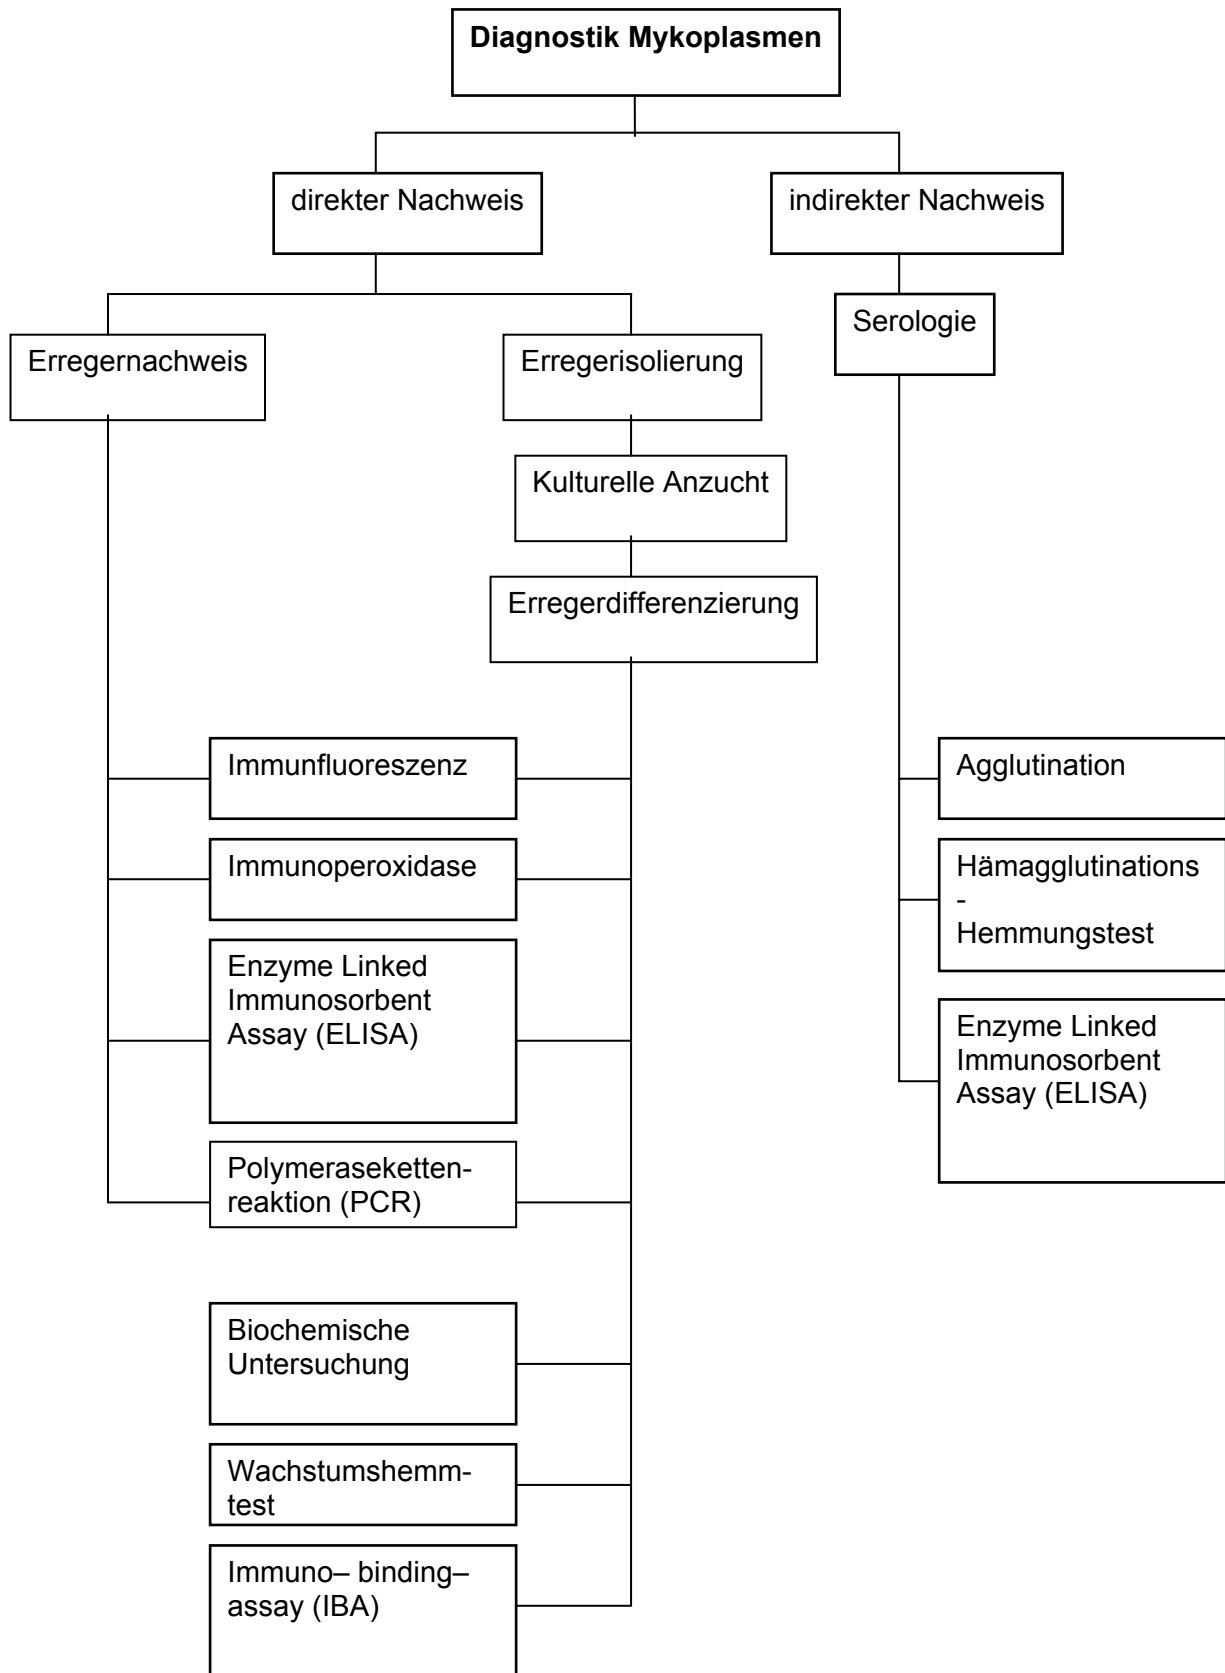 Diagnostik Mykoplasmen
direkter Nachweis
indirekter Nachweis
Serologie
Erregernachweis
Erregerisolierung
Kulturelle Anzucht
Erregerdifferenzierung
Immunfluoreszenz
Immunoperoxidase
Enzyme Linked
Immunosorbent
Assay (ELISA)
Polymeraseketten-
reaktion (PCR)
Biochemische
Untersuchung
Wachstumshemm-
test
Immuno– binding–
assay (IBA)
Agglutination
Hämagglutinations
-
Hemmungstest
Enzyme Linked
Immunosorbent
Assay (ELISA)